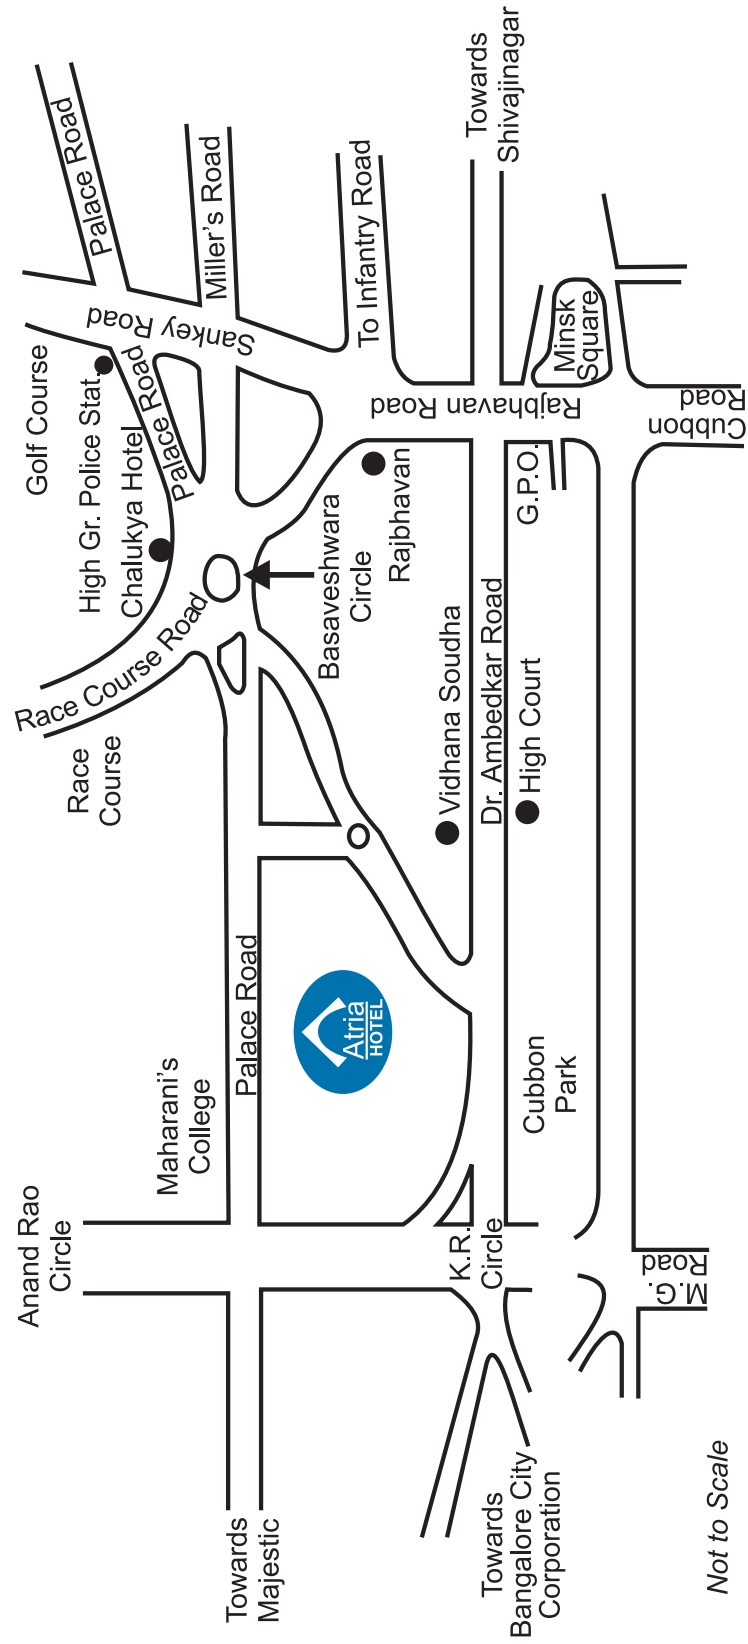 Palace Road
Miller's Road
To Infantry Road
Towards
Shivajinagar
Sankey Road
Golf Course
High Gr. Police Stat.
Palace Road
Chalukya Hotel
Rajbhavan Road
Minsk
Square
Cubbon
Road
G.P.O.
Rajbhavan
Basaveshwara
Circle
Race Course Road
Race
Course
Vidhana Soudha
Dr. Ambedkar Road
High Court
Palace Road
Atria
HOTEL
Maharani's
College
Cubbon
Park
Anand Rao
Circle
K.R.
Circle
M.G.
Road
Towards
Majestic
Towards
Bangalore City
Corporation
Not to Scale